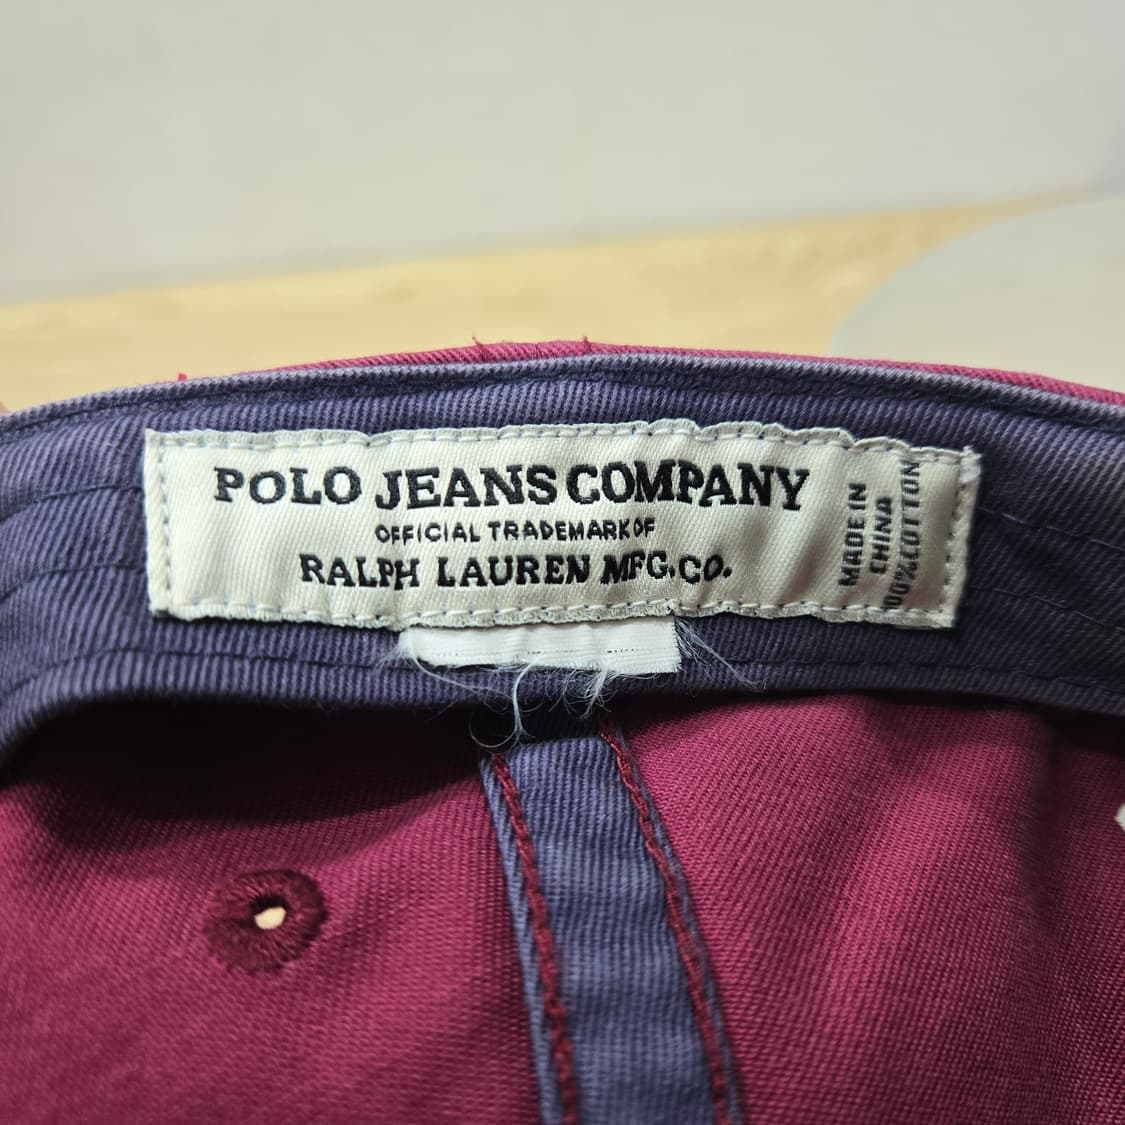 POLO JEANS COMPANY
OFFICIAL TRADEMARK OF
RALPH LAUREN MFG.CO.
MADE IN
CHINA
100%COTTON